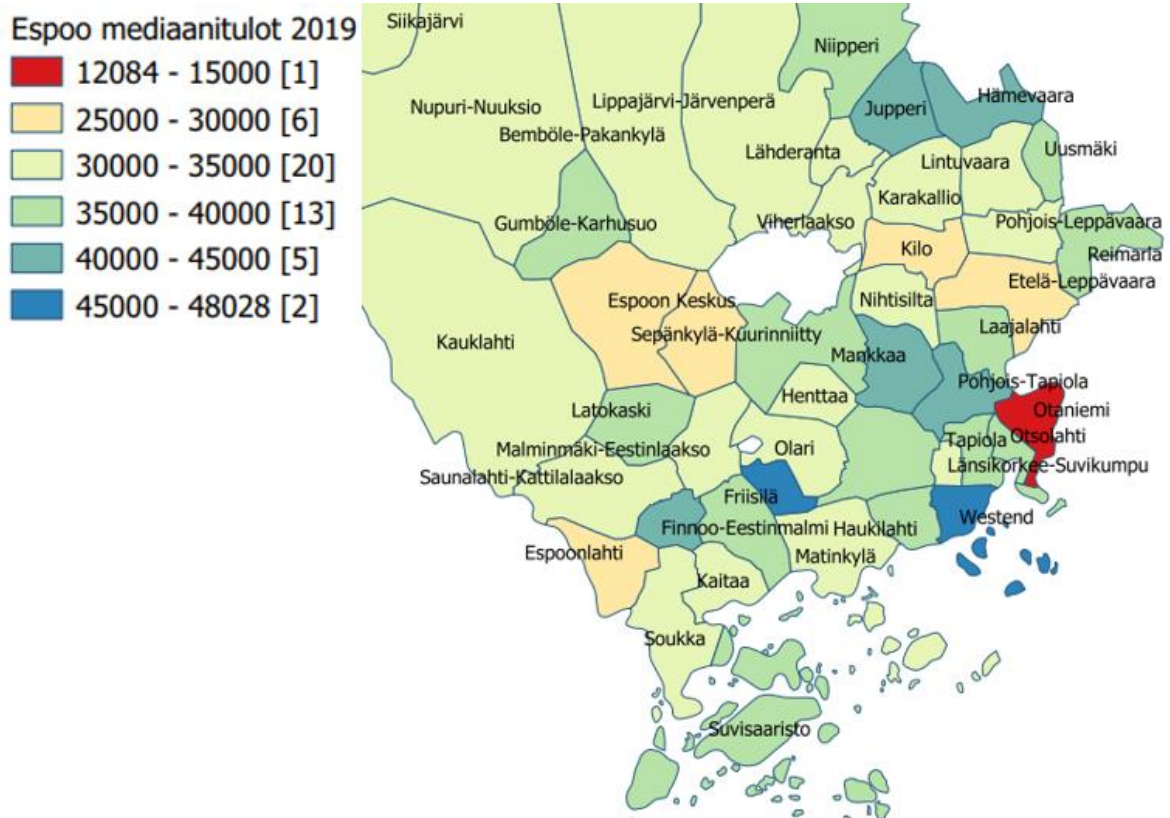 Espoo mediaanitulot 2019
12084 - 15000 [1]
25000 - 30000 [6]
30000 - 35000 [20]
35000 - 40000 [13]
40000 - 45000 [5]
45000 - 48028 [2]
Siikajärvi
Niipperi
Nupuri-Nuuksio
Lippajärvi-Järvenperä
Jupperi
Hämevaara
Bemböle-Pakankylä
Lähderanta
Lintuvaara
Uusmäki
Karakallio
Gumböle-Karhusuo
Viherlaakso
Pohjois-Leppävaara
Kilo
Reimarla
Etelä-Leppävaara
Espoon Keskus
Nihtisilta
Sepänkylä-Kuurinniitty
Laajalahti
Kauklahti
Mankkaa
Pohjois-Tapiola
Henttaa
Latokaski
Otaniemi
Otsolahti
Tapiola
Malminmäki-Eestinlaakso
Olari
Länsikorkee-Suvikumpu
Saunalahti-Kattilalaakso
Friisilä
Westend
Finnoo-Eestinmalmi
Haukilahti
Espoonlahti
Matinkylä
Kaitaa
Soukka
Suvisaaristo